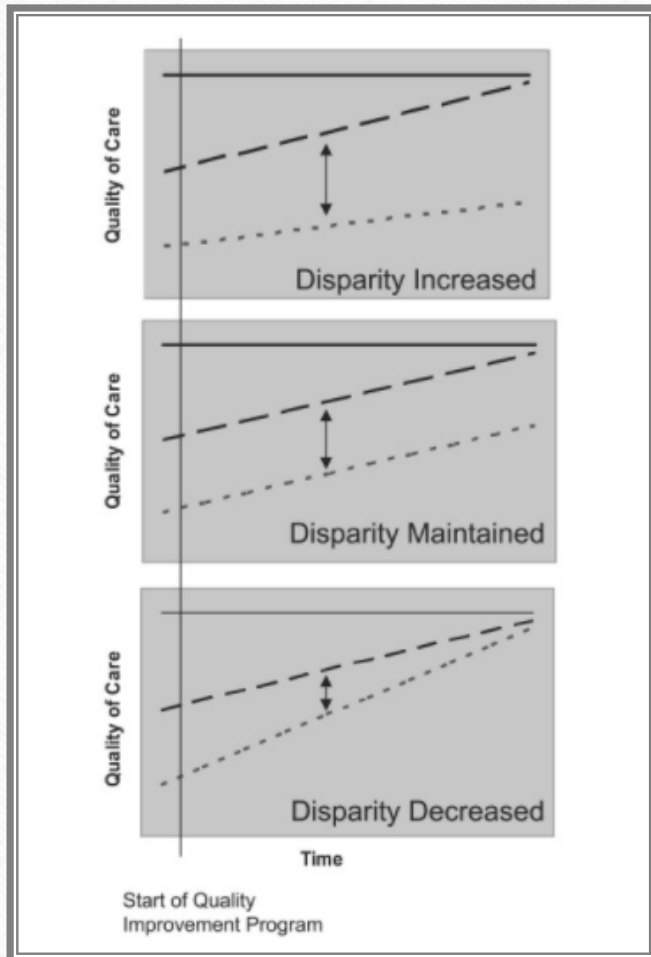 Quality of Care
Disparity Increased
Quality of Care
Disparity Maintained
Quality of Care
Disparity Decreased
Time
Start of Quality
Improvement Program